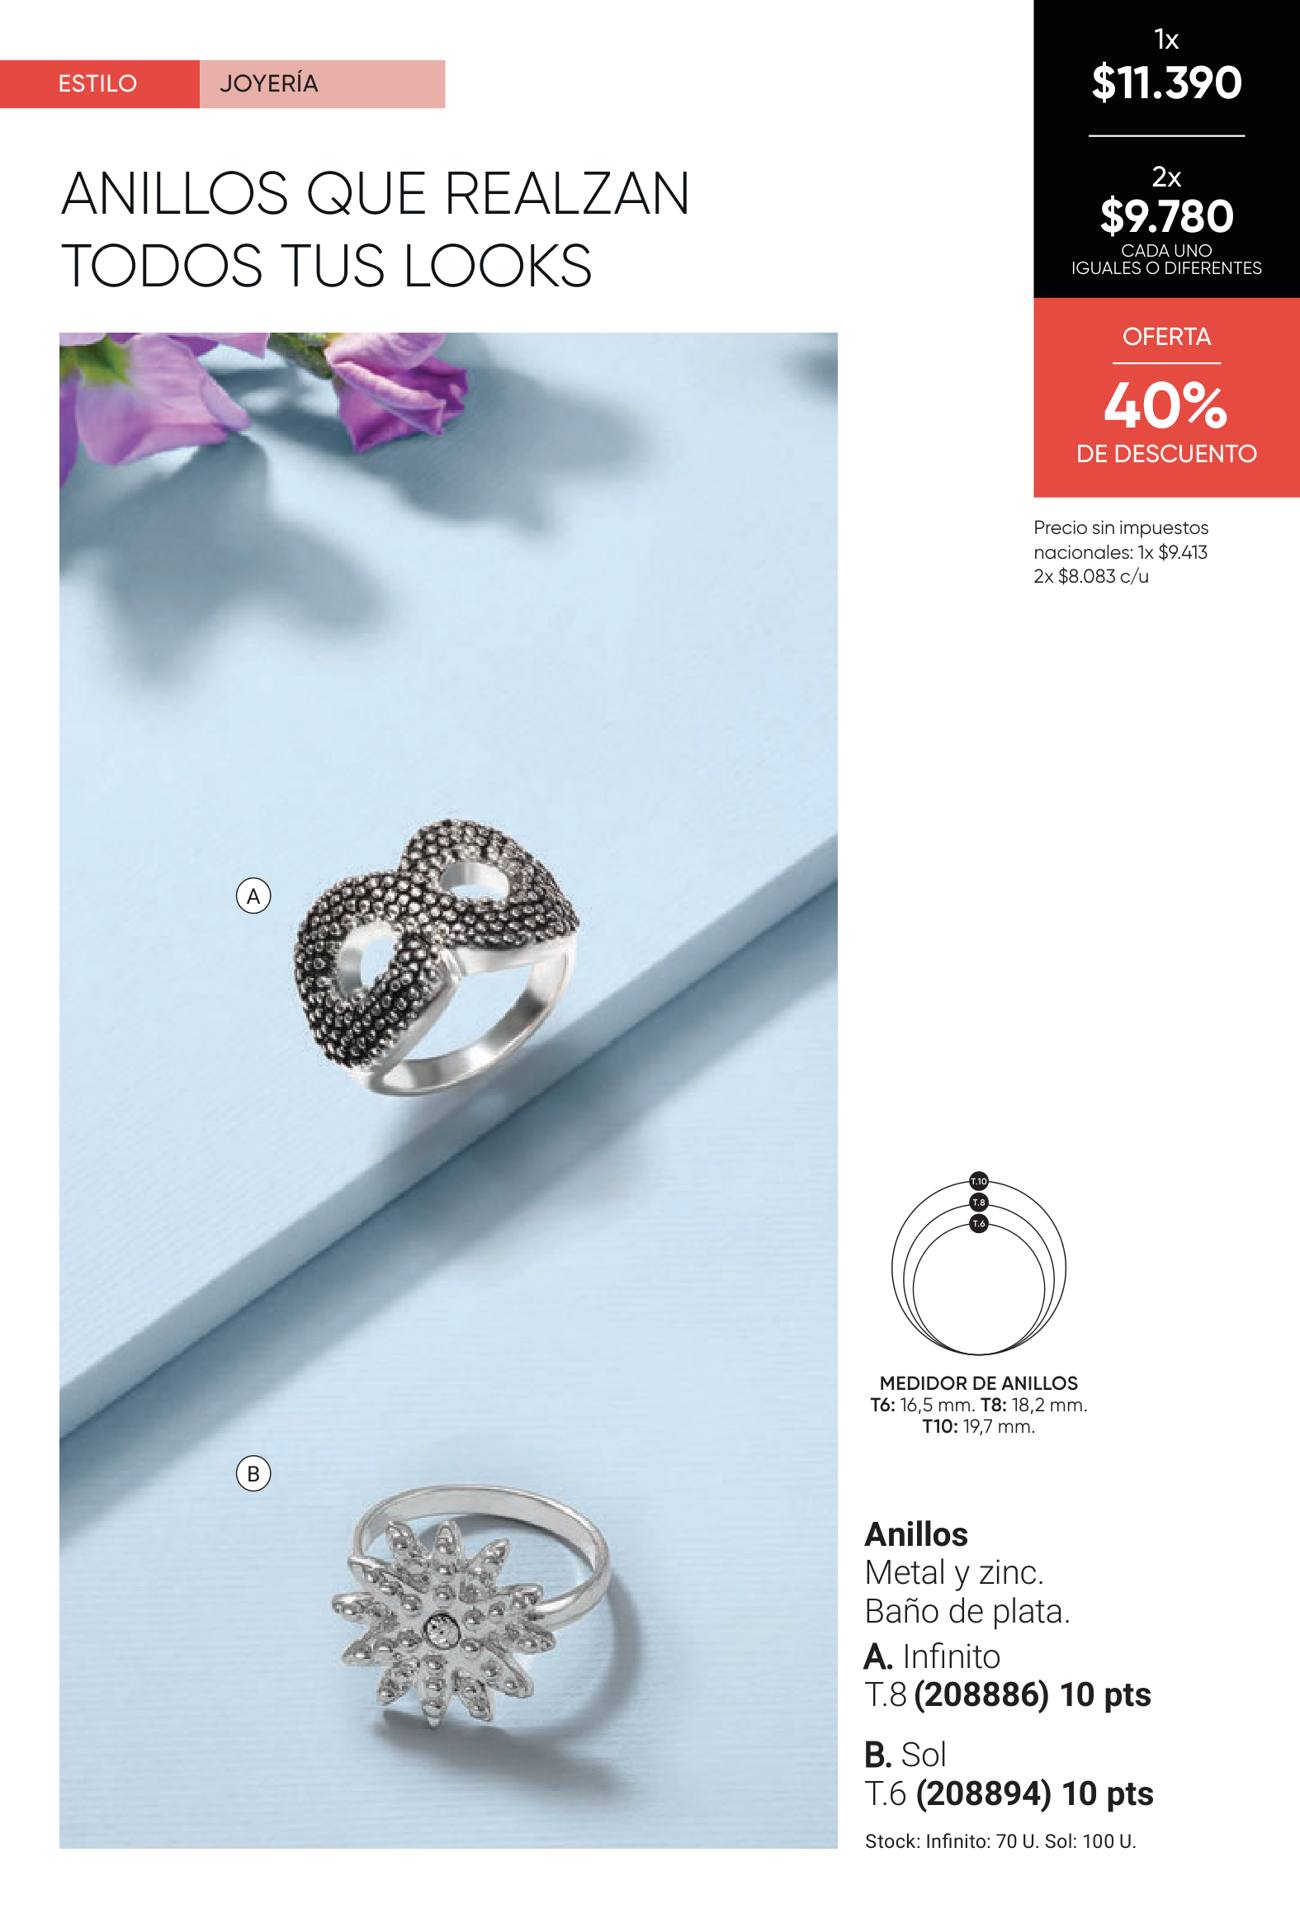 ESTILO
JOYERÍA
ANILLOS QUE REALZAN
TODOS TUS LOOKS
1x
$11.390
2x
$9.780
CADA UNO
IGUALES O DIFERENTES
OFERTA
40%
DE DESCUENTO
Precio sin impuestos
nacionales: 1x $9.413
2x $8.083 c/u
A
T.10
T.8
T.6
MEDIDOR DE ANILLOS
T6: 16,5 mm. T8: 18,2 mm.
T10: 19,7 mm.
B
Anillos
Metal y zinc.
Baño de plata.
A. Infinito
T.8 (208886) 10 pts
B. Sol
T.6 (208894) 10 pts
Stock: Infinito: 70 U. Sol: 100 U.